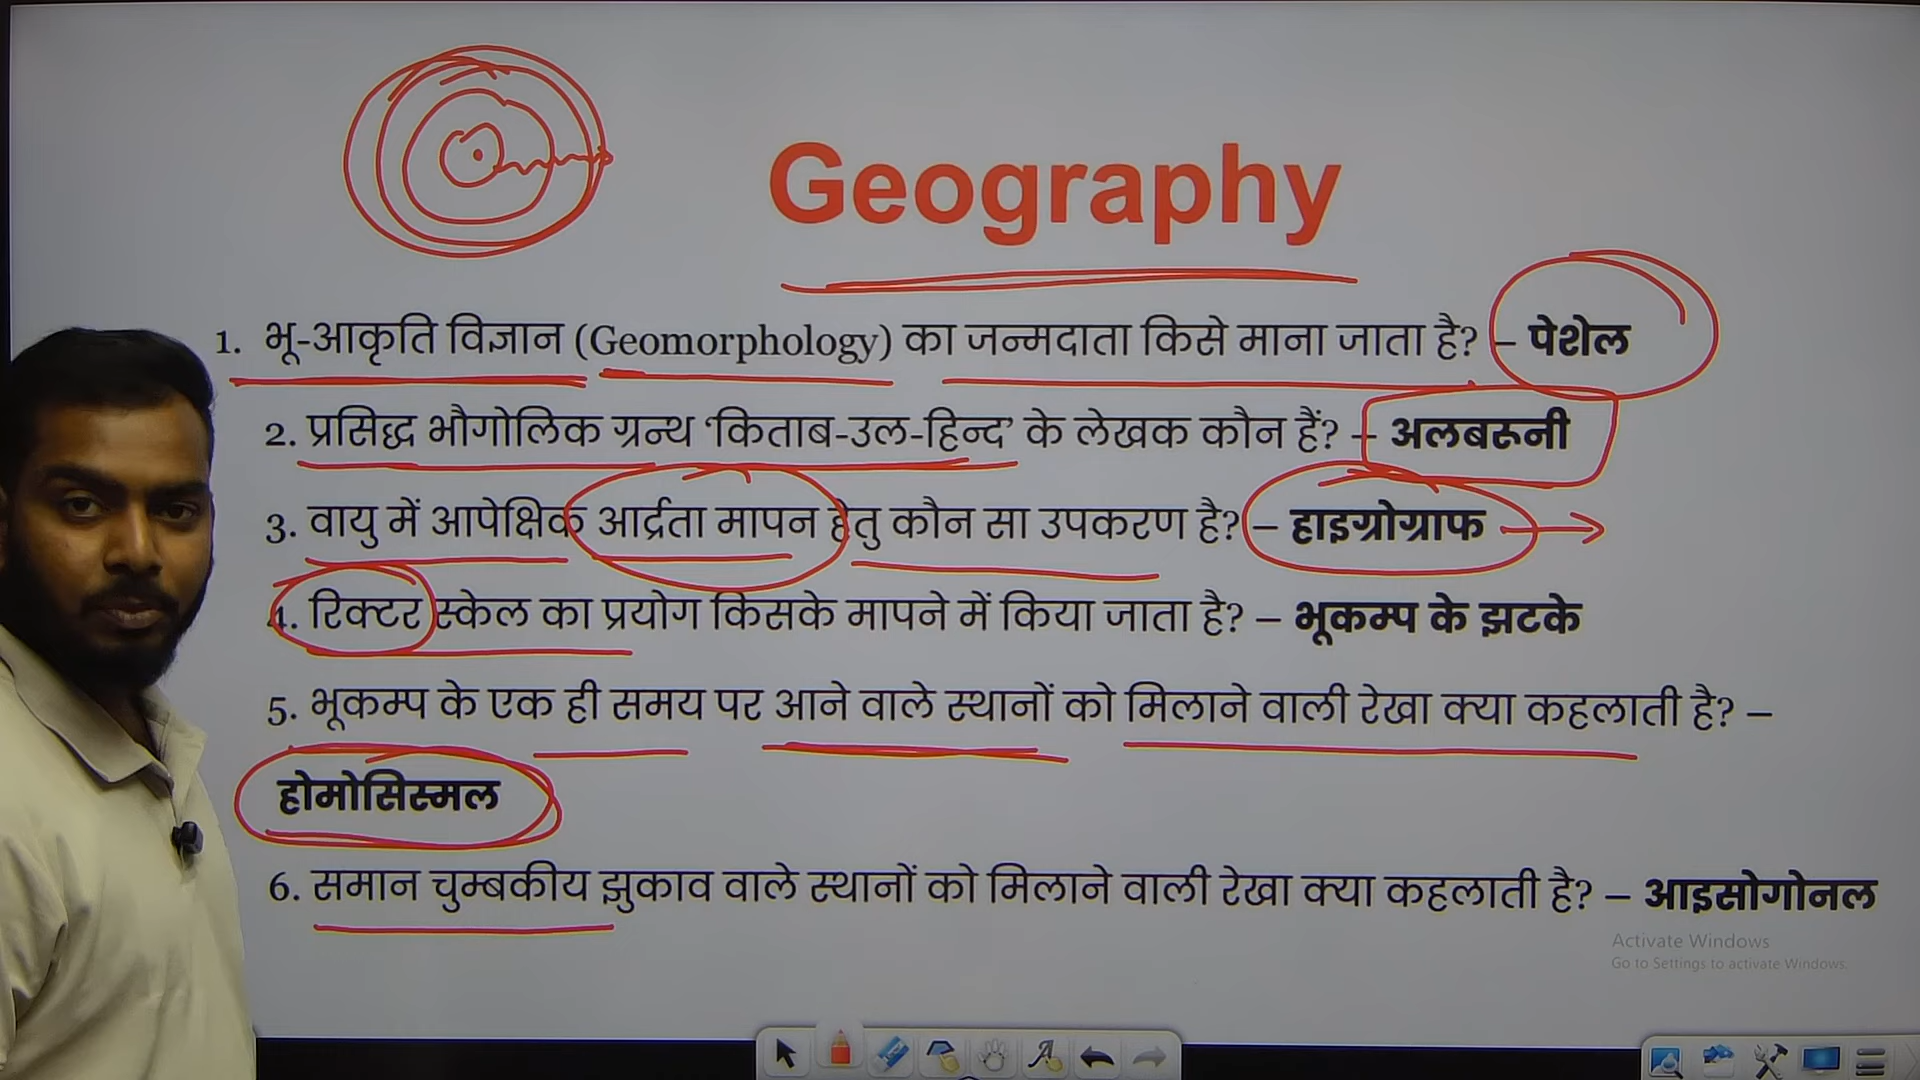 Geography
1. भू-आकृति विज्ञान (Geomorphology) का जन्मदाता किसे माना जाता है? – पेशेल
2. प्रसिद्ध भौगोलिक ग्रन्थ ‘किताब-उल-हिन्द’ के लेखक कौन हैं? – अलबरूनी
3. वायु में आपेक्षिक आर्द्रता मापन हेतु कौन सा उपकरण है? – हाइग्रोग्राफ
4. रिक्टर स्केल का प्रयोग किसके मापने में किया जाता है? – भूकम्प के झटके
5. भूकम्प के एक ही समय पर आने वाले स्थानों को मिलाने वाली रेखा क्या कहलाती है? –
होमोसिस्मल
6. समान चुम्बकीय झुकाव वाले स्थानों को मिलाने वाली रेखा क्या कहलाती है? – आइसोगोनल
Activate Windows
Go to Settings to activate Windows.